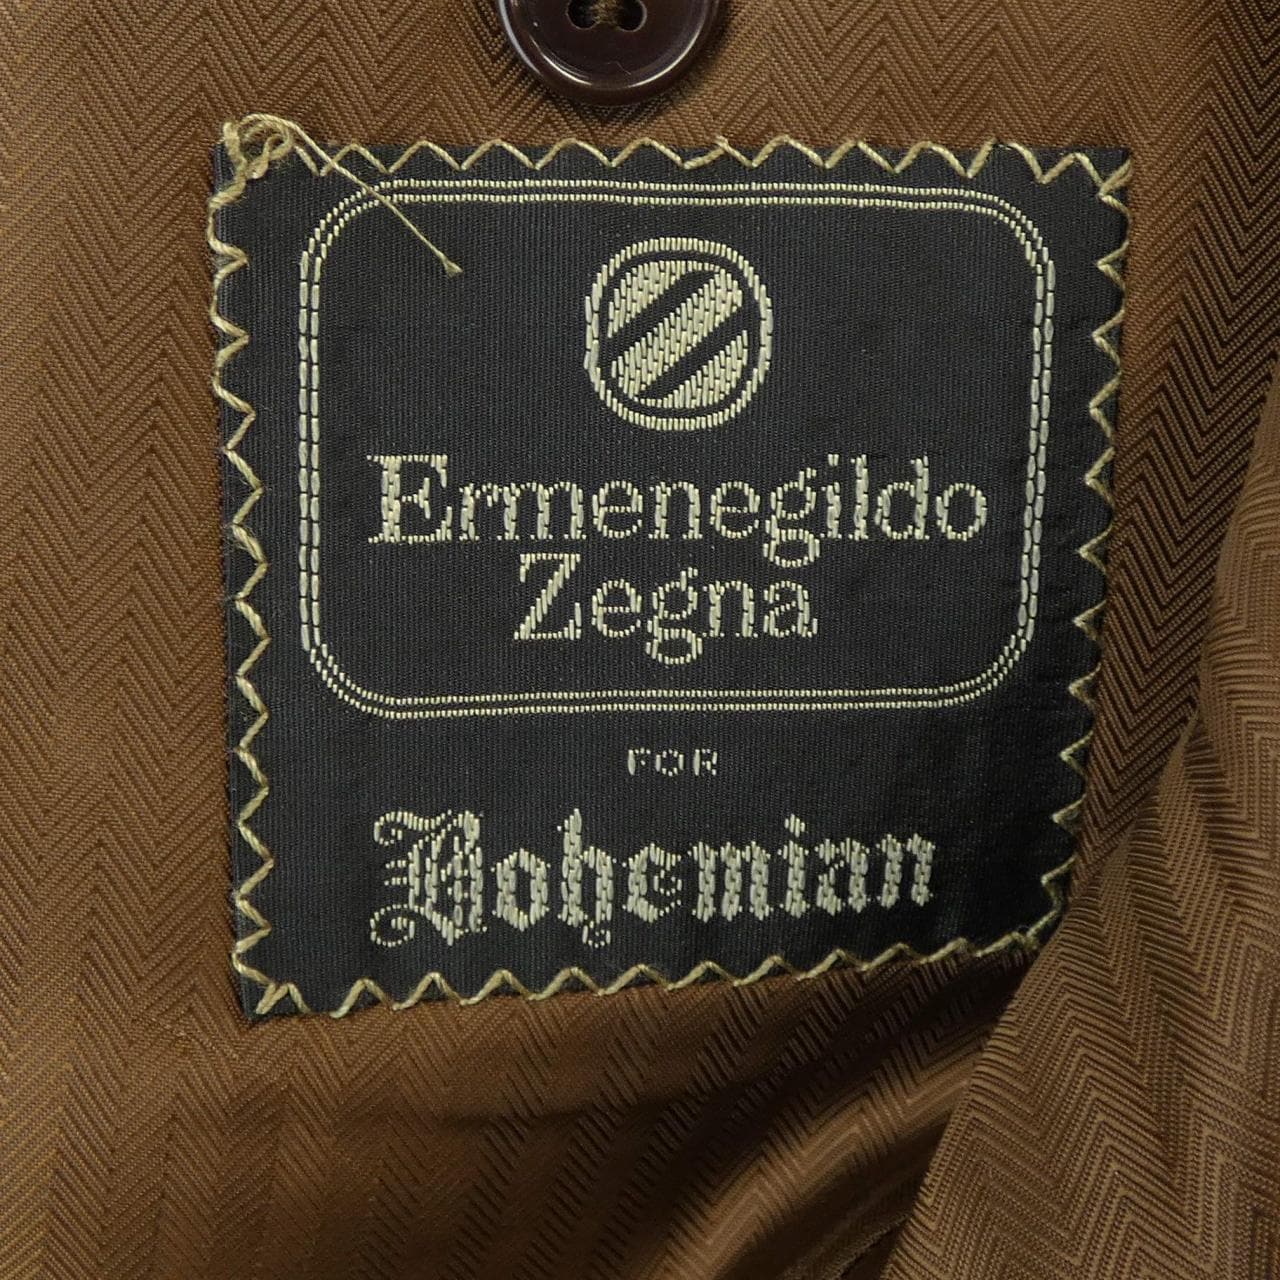 Ermenegildo
Zegna
FOR
Bohemian